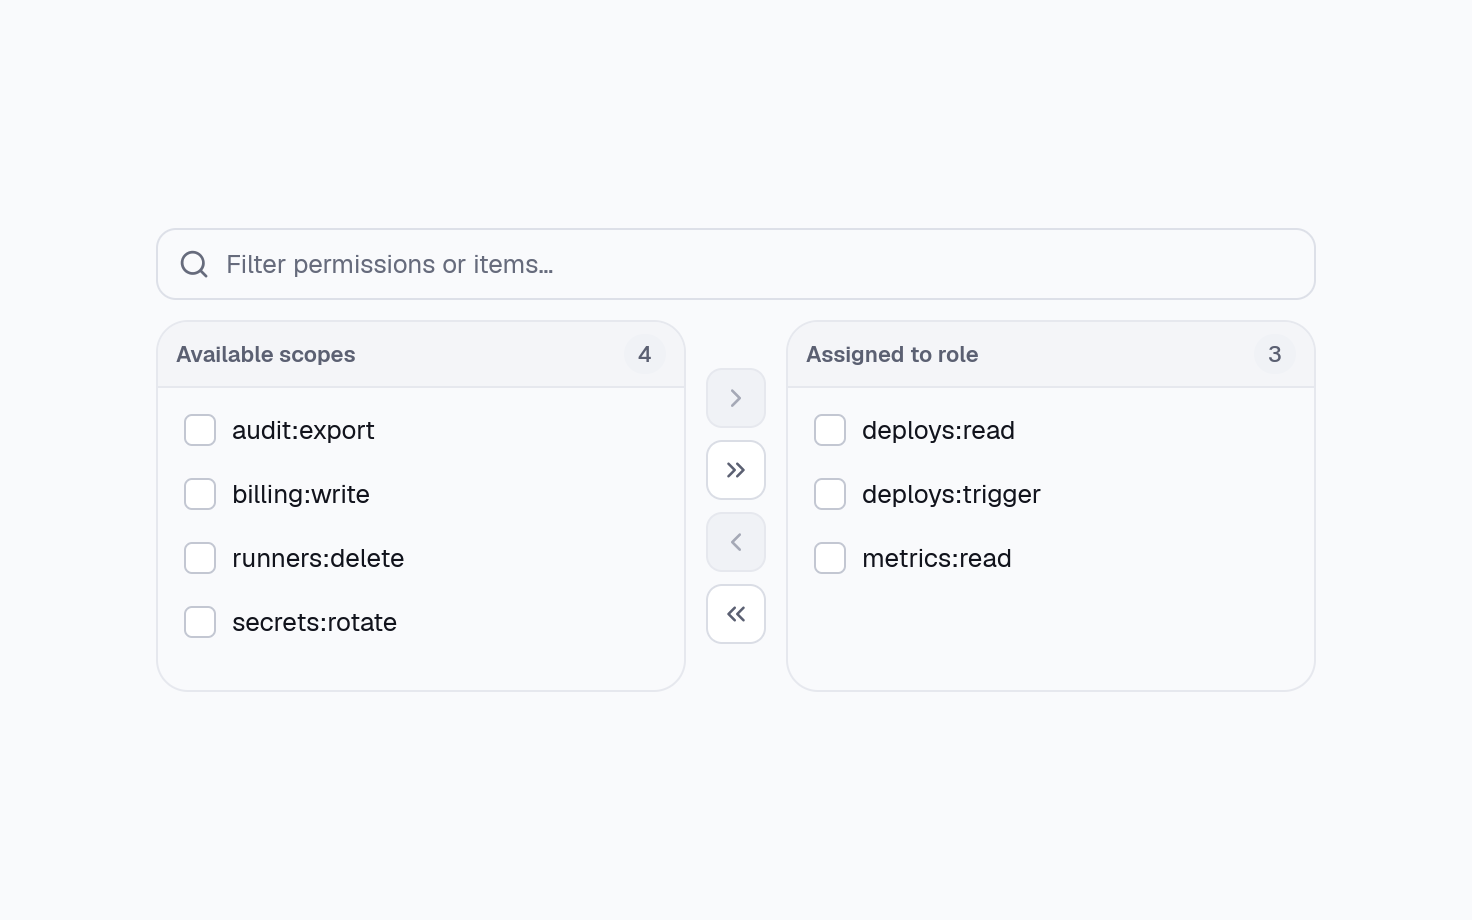 Filter permissions or items…
Available scopes 4
audit:export
billing:write
runners:delete
secrets:rotate
Assigned to role 3
deploys:read
deploys:trigger
metrics:read